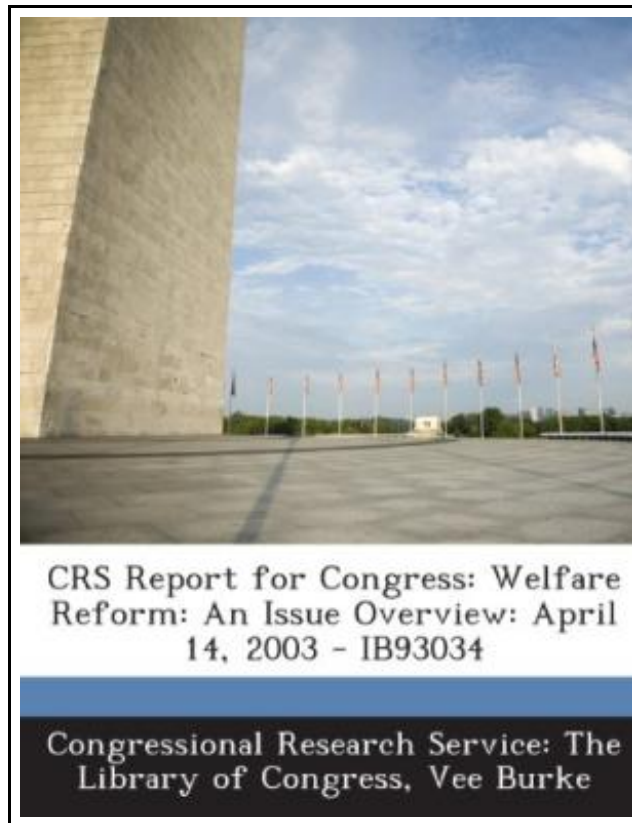 CRS Report for Congress: Welfare
Reform: An Issue Overview: April
14, 2003 - IB93034
Congressional Research Service: The
Library of Congress, Vee Burke